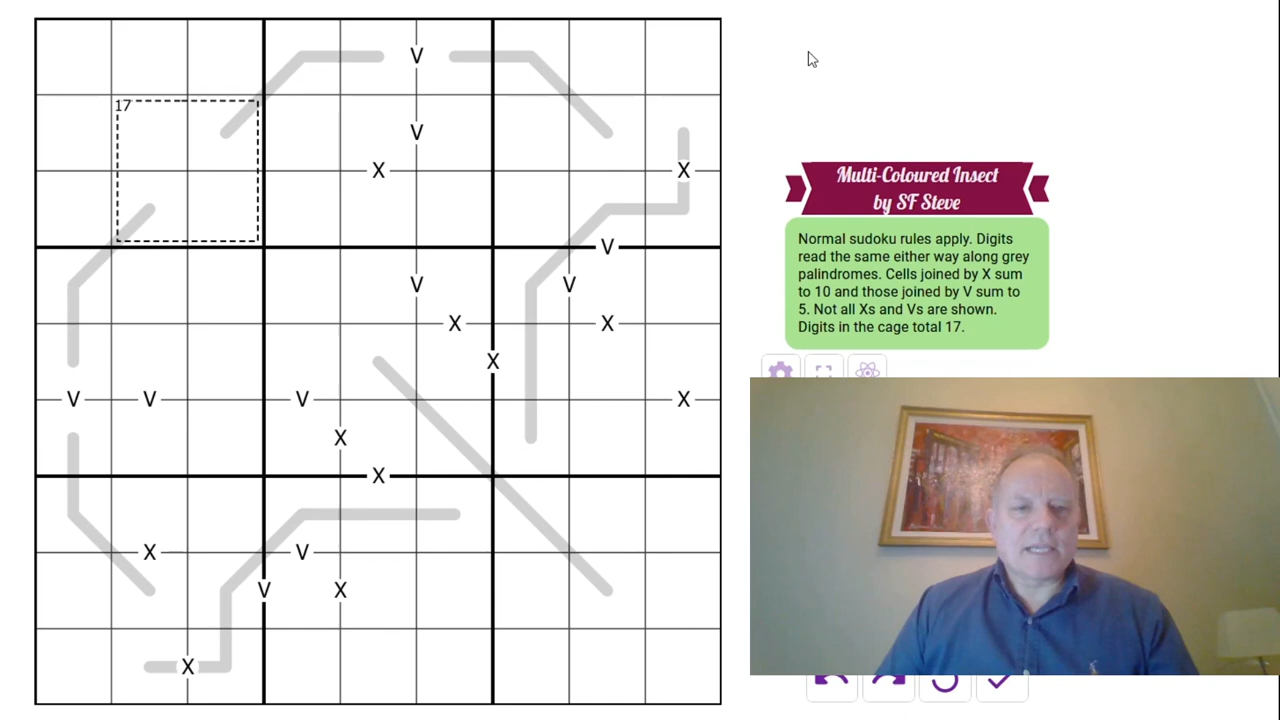 V
17
V
X
X
Multi-Coloured Insect
by SF Steve
V
Normal sudoku rules apply. Digits
read the same either way along grey
palindromes. Cells joined by X sum
to 10 and those joined by V sum to
5. Not all Xs and Vs are shown.
Digits in the cage total 17.
V
V
X
X
X
V
V
V
X
X
X
X
V
V
X
X